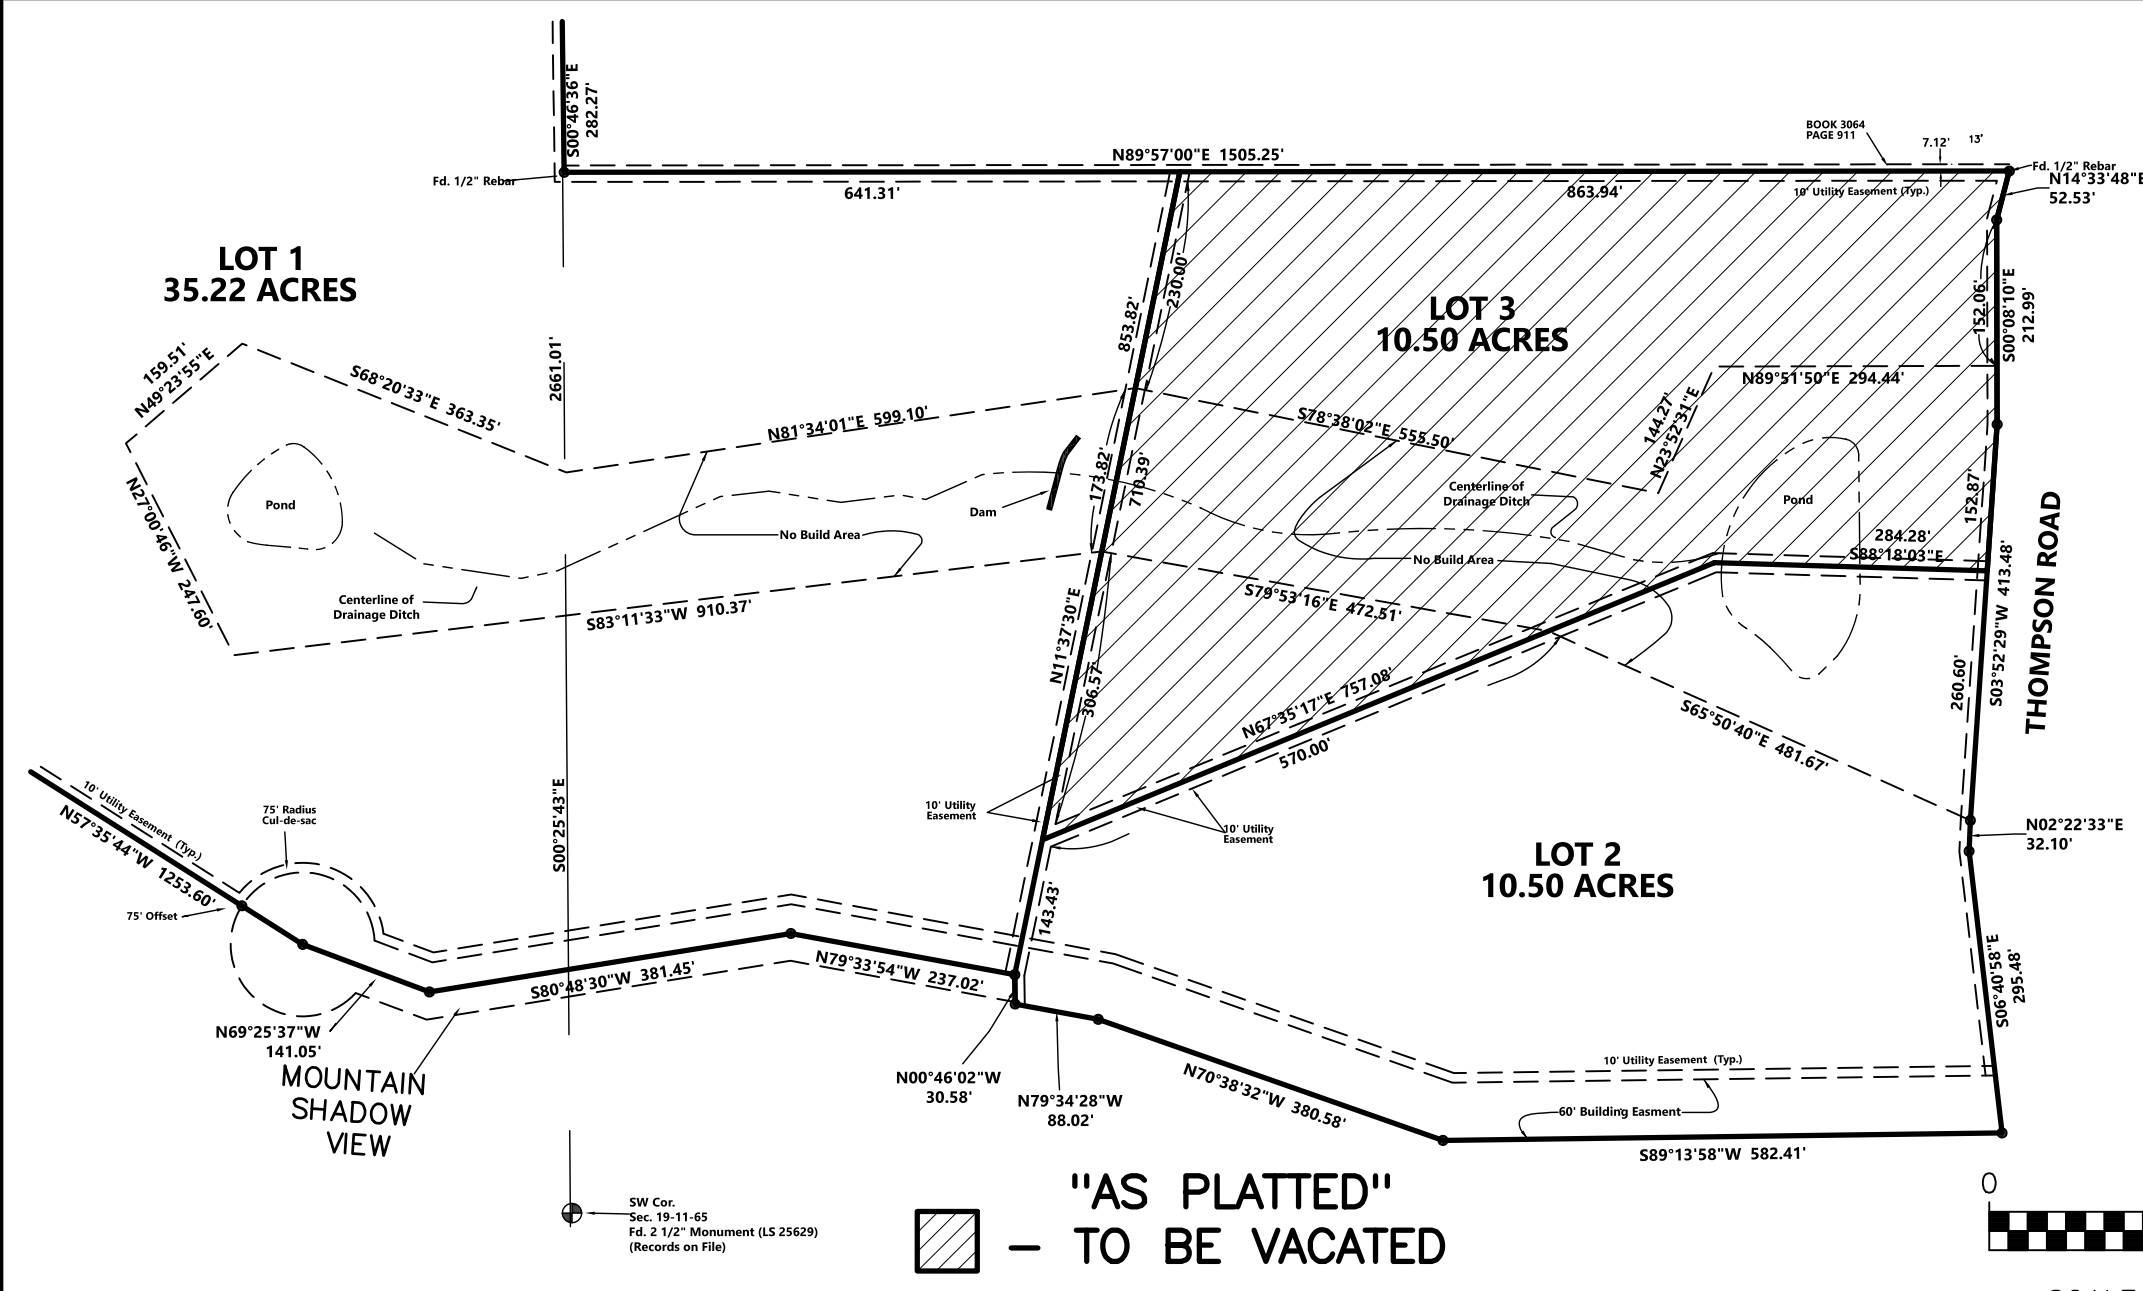 S00°46'36"E
282.27'
BOOK 3064
PAGE 911
7.12'
13'
N89°57'00"E 1505.25'
Fd. 1/2" Rebar
Fd. 1/2" Rebar
N14°33'48"E
52.53'
641.31'
863.94'
10' Utility Easement (Typ.)
LOT 1
35.22 ACRES
LOT 3
10.50 ACRES
853.82'
230.00'
152.06'
S00°08'10"E
212.99'
159.51'
N49°23'55"E
S68°20'33"E 363.35'
2661.01'
N81°34'01"E 599.10'
S78°38'02"E 555.50'
144.27'
N23°52'31"E
N89°51'50"E 294.44'
N27°00'46"W 247.60'
Pond
Dam
173.82'
710.39'
Centerline of
Drainage Ditch
Pond
152.87'
No Build Area
No Build Area
284.28'
S88°18'03"E
THOMPSON ROAD
Centerline of
Drainage Ditch
S83°11'33"W 910.37'
N11°37'30"E
306.57'
S79°53'16"E 472.51'
S03°52'29"W 413.48'
260.60'
N67°35'17"E 757.08'
570.00'
S65°50'40"E 481.67'
10' Utility Easement (Typ.)
N57°35'44"W 1253.60'
75' Radius
Cul-de-sac
S00°25'43"E
10' Utility
Easement
10' Utility
Easement
N02°22'33"E
32.10'
LOT 2
10.50 ACRES
75' Offset
143.43'
S80°48'30"W 381.45'
N79°33'54"W 237.02'
S06°40'58"E
295.48'
N69°25'37"W
141.05'
MOUNTAIN
SHADOW
VIEW
N00°46'02"W
30.58'
N79°34'28"W
88.02'
N70°38'32"W 380.58'
10' Utility Easement (Typ.)
60' Building Easment
S89°13'58"W 582.41'
SW Cor.
Sec. 19-11-65
Fd. 2 1/2" Monument (LS 25629)
(Records on File)
"AS PLATTED"
- TO BE VACATED
0